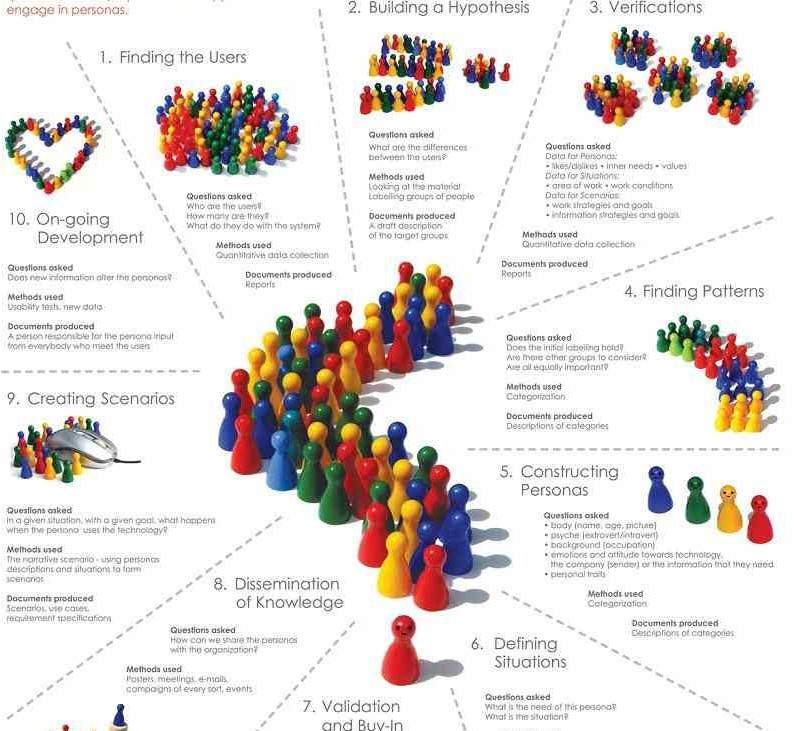 engage in personas.
1. Finding the Users
Questions asked
Who are the users?
How many are they?
What do they do with the system?
Methods used
Quantitative data collection
Documents produced
Reports
2. Building a Hypothesis
Questions asked
What are the differences
between the users?
Methods used
Looking at the material
Labelling groups of people
Documents produced
A draft description
of the target groups
3. Verifications
Questions asked
Data for Personas:
• likes/dislikes • inner needs • values
Data for Situations:
• area of work • work conditions
Data for Scenarios:
• work strategies and goals
• information strategies and goals
Methods used
Quantitative data collection
Documents produced
Reports
4. Finding Patterns
Questions asked
Does the initial labelling hold?
Are there other groups to consider?
Are all equally important?
Methods used
Categorization
Documents produced
Descriptions of categories
5. Constructing
Personas
Questions asked
• body (name, age, picture)
• psyche (extrovert/introvert)
• background (occupation)
• emotions and attitude towards technology,
the company (sender) or the information that they need
• personal traits
Methods used
Categorization
Documents produced
Descriptions of categories
6. Defining
Situations
Questions asked
What is the need of this persona?
What is the situation?
7. Validation
and Buy-In
8. Dissemination
of Knowledge
Questions asked
How can we share the personas
with the organization?
Methods used
Posters, meetings, e-mails,
campaigns of every sort, events
9. Creating Scenarios
Questions asked
In a given situation, with a given goal, what happens
when the persona uses the technology?
Methods used
The narrative scenario - using personas
descriptions and situations to form
scenarios
Documents produced
Scenarios, use cases,
requirement specifications
10. On-going
Development
Questions asked
Does new information alter the personas?
Methods used
Usability tests, new data
Documents produced
A person responsible for the persona input
from everybody who meet the users